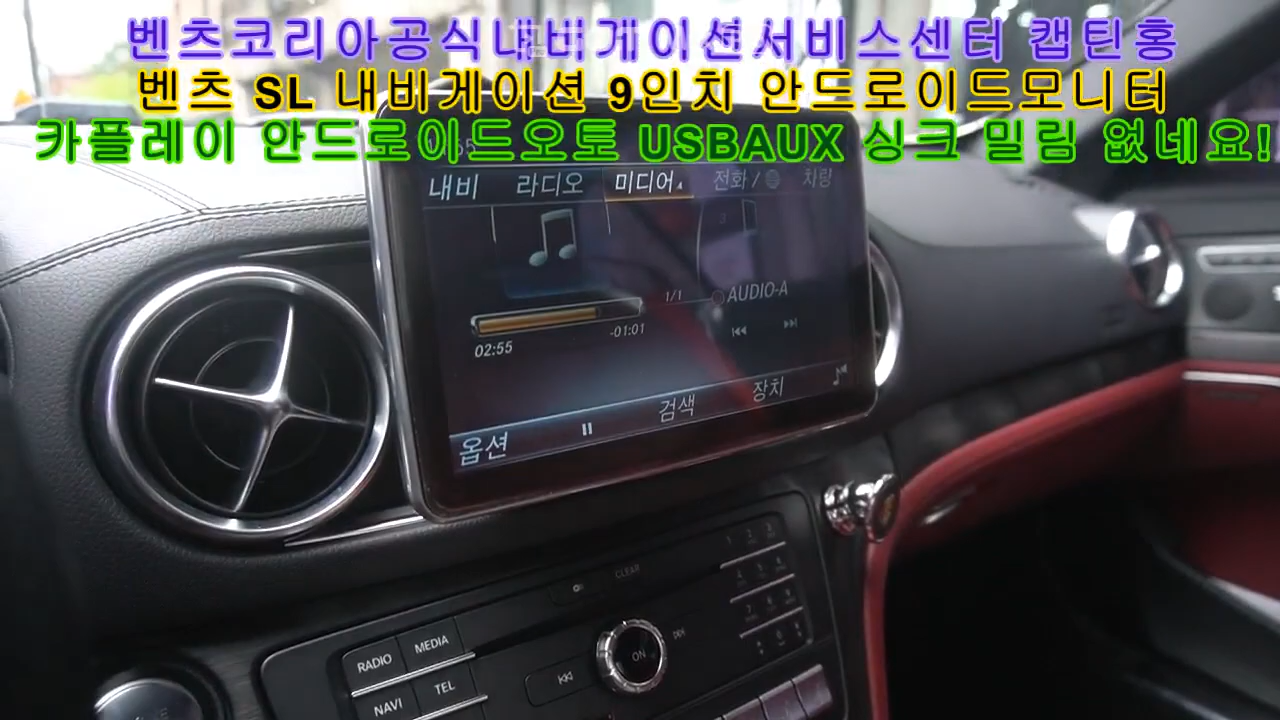 벤츠코리아공식내비게이션서비스센터 캡틴홍
벤츠 SL 내비게이션 9인치 안드로이드모니터
카플레이 안드로이드오토 USBAUX 싱크 밀림 없네요!
내비 라디오 미디어 전화 / 차량
1/1 AUDIO-A
02:55 -01:01
옵션 검색 장치
CLEAR
RADIO MEDIA
ON
NAVI TEL